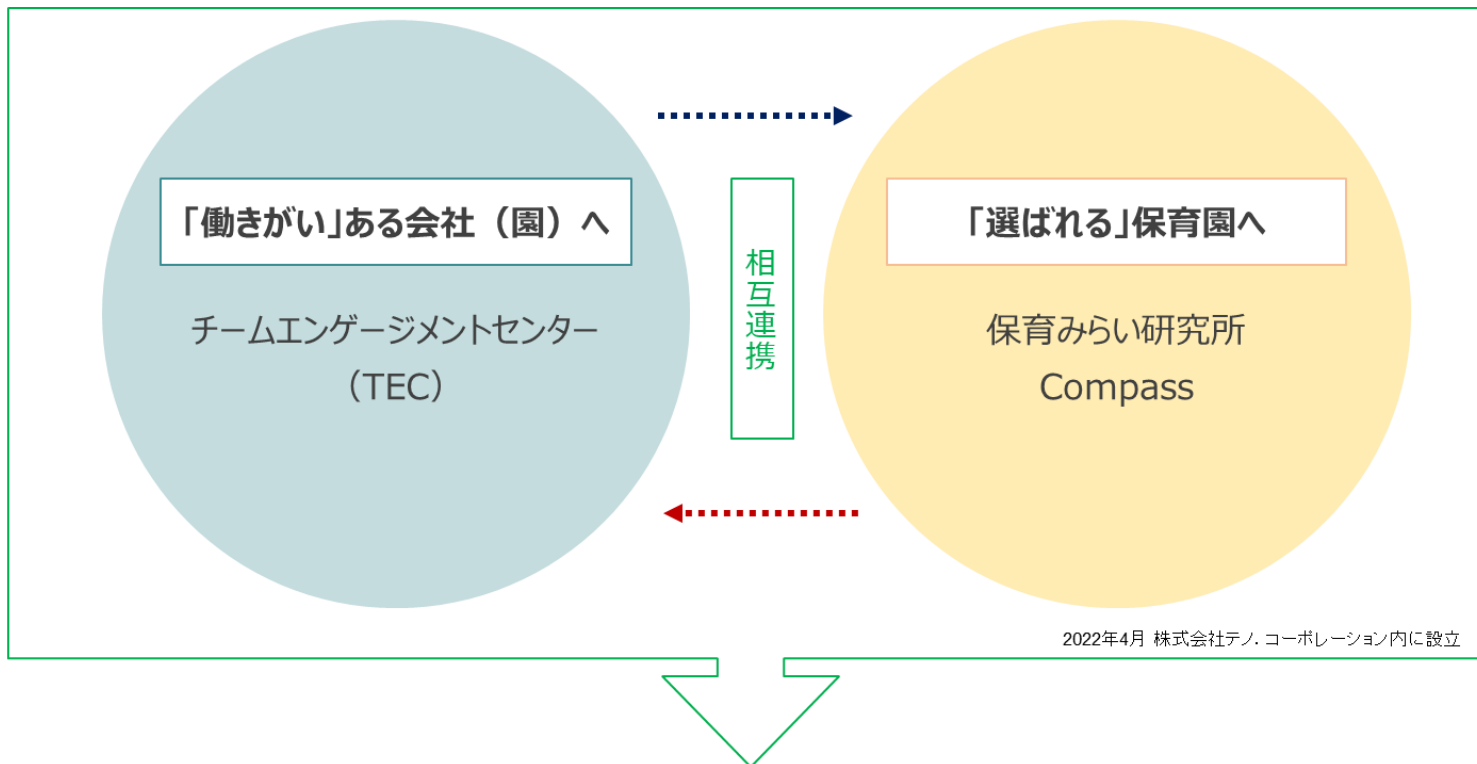 「働きがい」ある会社（園）へ
チームエンゲージメントセンター
（TEC）
相互連携
「選ばれる」保育園へ
保育みらい研究所
Compass
2022年4月 株式会社テノ. コーポレーション内に設立